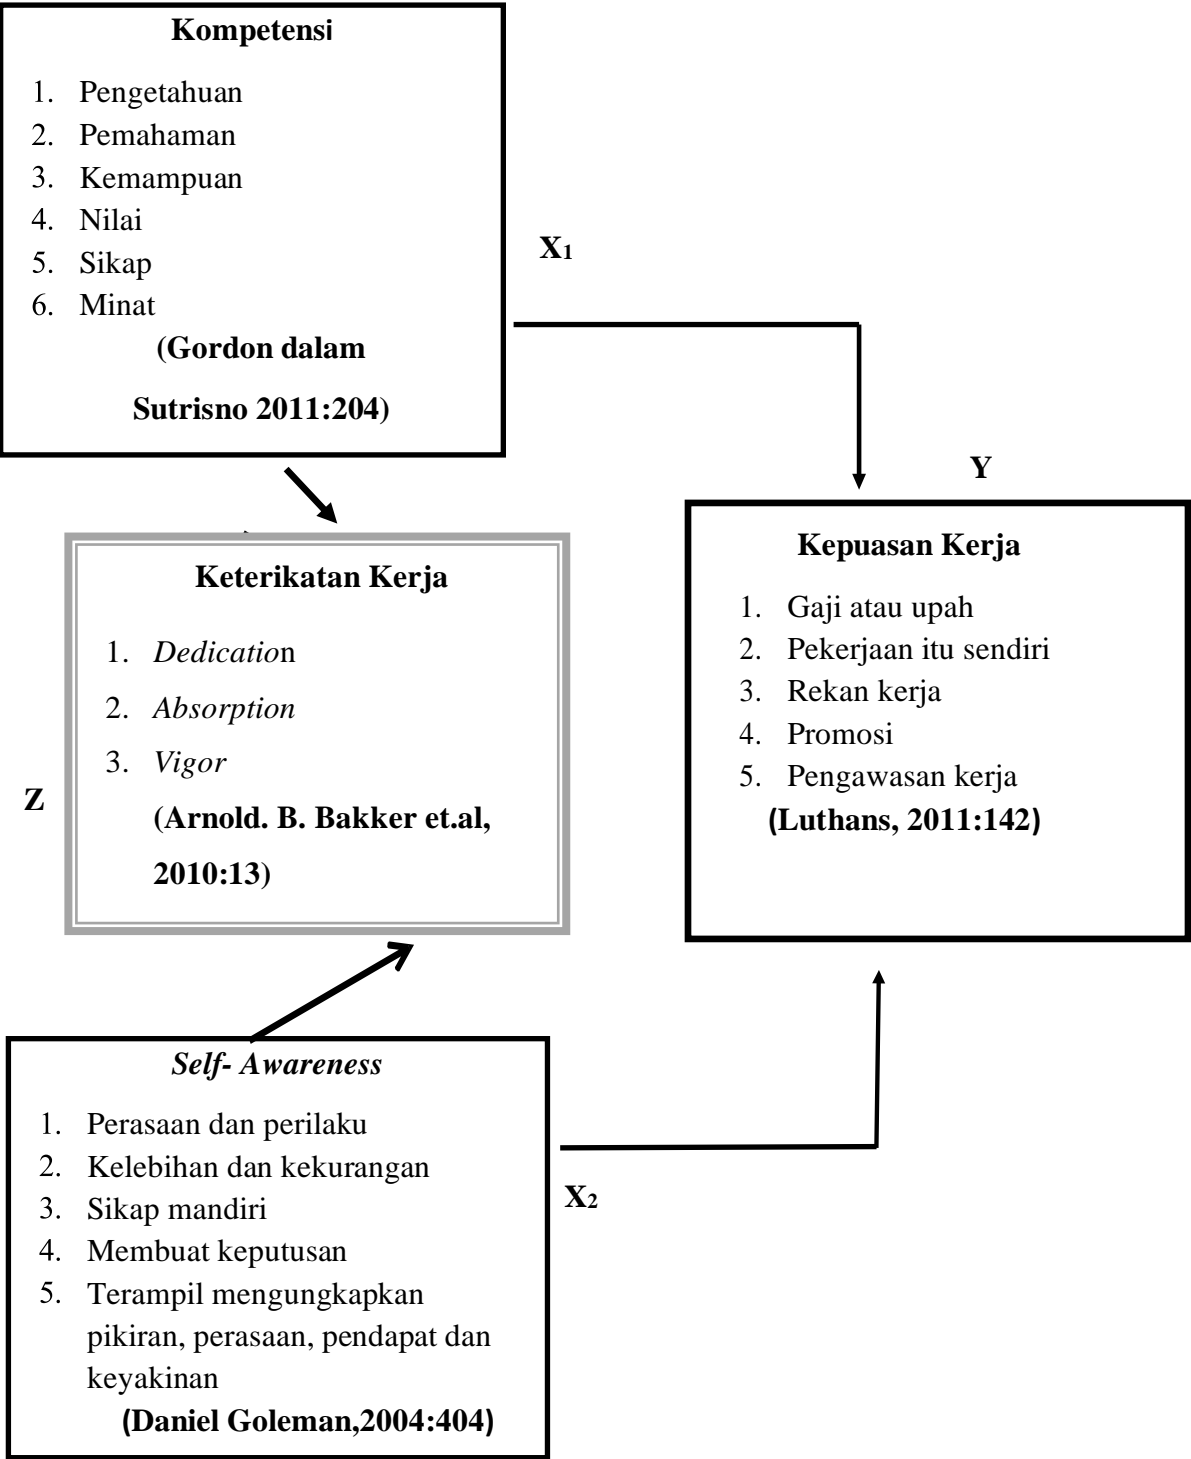 Kompetensi
1. Pengetahuan
2. Pemahaman
3. Kemampuan
4. Nilai
5. Sikap
6. Minat
(Gordon dalam
Sutrisno 2011:204)
X1
Y
Keterikatan Kerja
1. Dedication
2. Absorption
3. Vigor
(Arnold. B. Bakker et.al,
2010:13)
Z
Kepuasan Kerja
1. Gaji atau upah
2. Pekerjaan itu sendiri
3. Rekan kerja
4. Promosi
5. Pengawasan kerja
(Luthans, 2011:142)
Self- Awareness
1. Perasaan dan perilaku
2. Kelebihan dan kekurangan
3. Sikap mandiri
4. Membuat keputusan
5. Terampil mengungkapkan
pikiran, perasaan, pendapat dan
keyakinan
(Daniel Goleman,2004:404)
X2